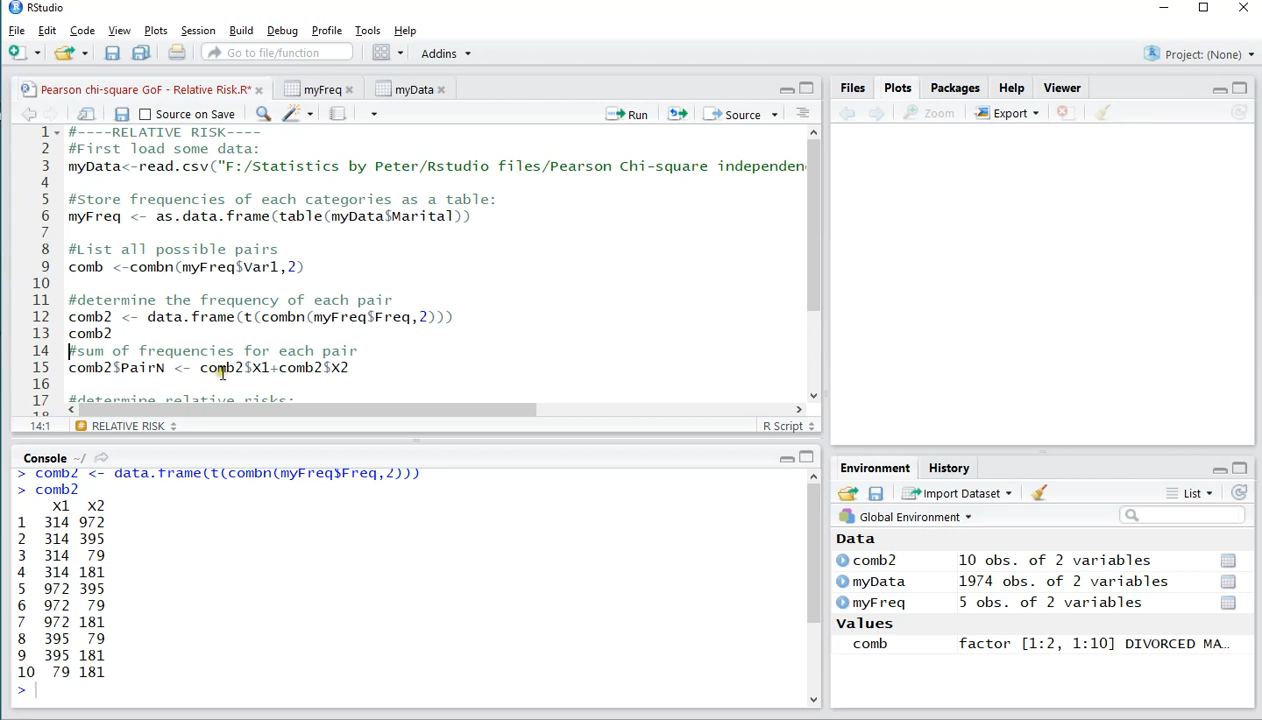 RStudio
File Edit Code View Plots Session Build Debug Profile Tools Help
Go to file/function Addins Project: (None)
Pearson chi-square GoF - Relative Risk.R* myFreq myData
Source on Save Run Source
1 #----RELATIVE RISK----
2 #First load some data:
3 myData<-read.csv("F:/Statistics by Peter/Rstudio files/Pearson Chi-square independen
4
5 #Store frequencies of each categories as a table:
6 myFreq <- as.data.frame(table(myData$Marital))
7
8 #List all possible pairs
9 comb <-combn(myFreq$Var1,2)
10
11 #determine the frequency of each pair
12 comb2 <- data.frame(t(combn(myFreq$Freq,2)))
13 comb2
14 #sum of frequencies for each pair
15 comb2$PairN <- comb2$X1+comb2$X2
16
17 #determine relative risks:
18
14:1 RELATIVE RISK R Script
Console ~/
> comb2 <- data.frame(t(combn(myFreq$Freq,2)))
> comb2
X1 X2
1 314 972
2 314 395
3 314 79
4 314 181
5 972 395
6 972 79
7 972 181
8 395 79
9 395 181
10 79 181
>
Files Plots Packages Help Viewer
Zoom Export
Environment History
Import Dataset List
Global Environment
Data
comb2 10 obs. of 2 variables
myData 1974 obs. of 2 variables
myFreq 5 obs. of 2 variables
Values
comb factor [1:2, 1:10] DIVORCED MA…